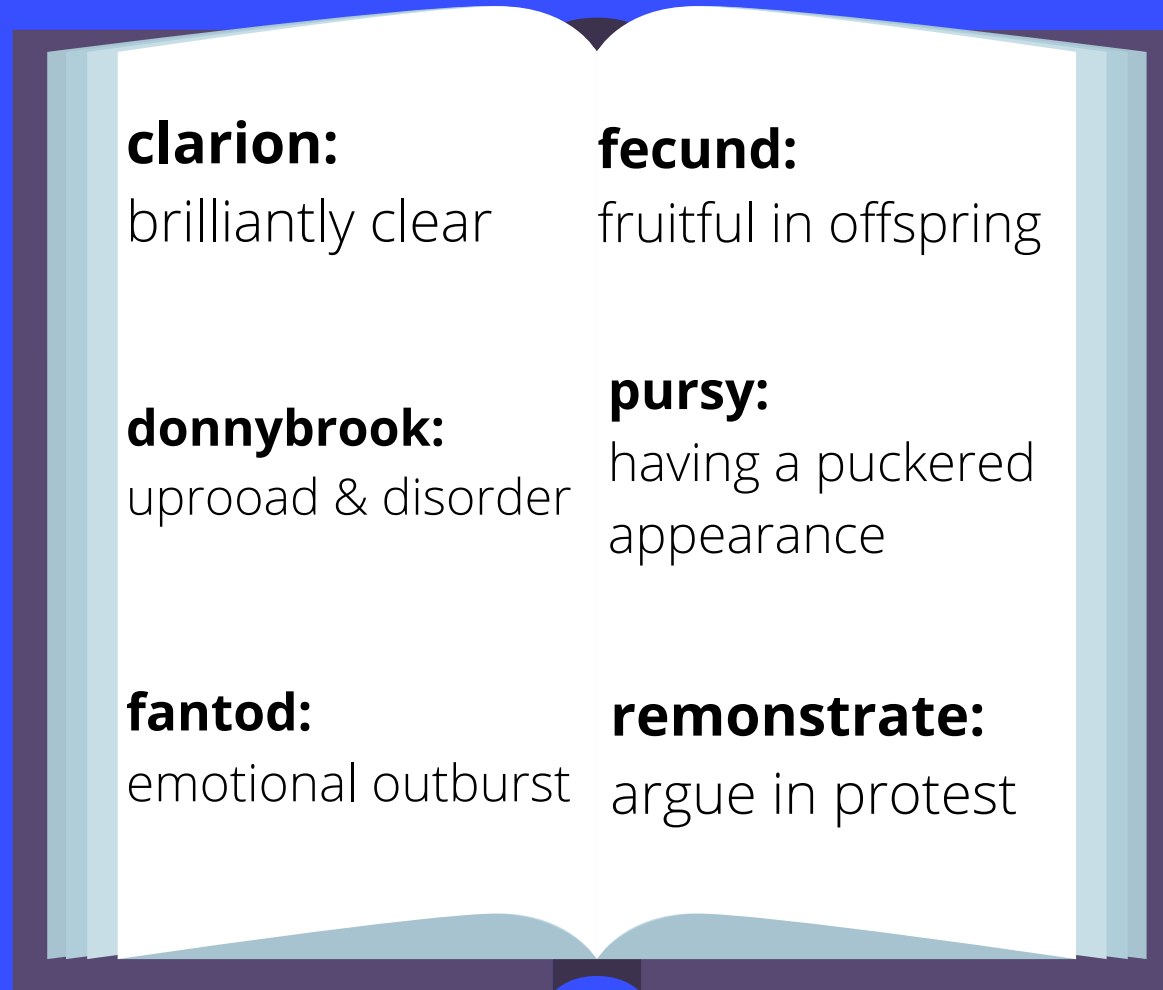 clarion:
brilliantly clear
donnybrook:
uprooad & disorder
fantod:
emotional outburst
fecund:
fruitful in offspring
pursy:
having a puckered
appearance
remonstrate:
argue in protest